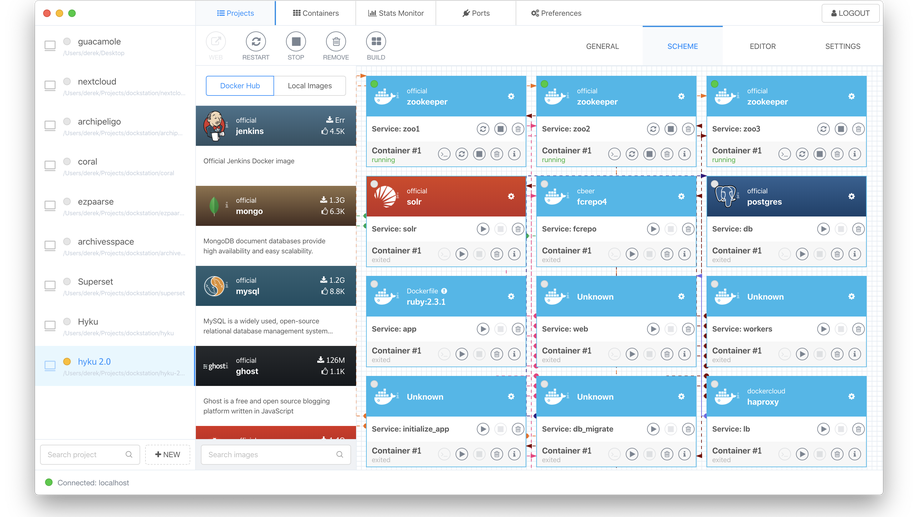 Projects
Containers
Stats Monitor
Ports
Preferences
LOGOUT
guacamole
/Users/derek/Desktop
nextcloud
/Users/derek/Projects/dockstation/nextclo...
archipeligo
/Users/derek/Projects/dockstation/archip...
coral
/Users/derek/Projects/dockstation/coral
ezpaarse
/Users/derek/Projects/dockstation/ezpaar...
archivesspace
/Users/derek/Projects/dockstation/archive...
Superset
/Users/derek/Projects/dockstation/superset
Hyku
/Users/derek/Projects/dockstation/hyku
hyku 2.0
/Users/derek/Projects/dockstation/hyku-2...
Search project
+ NEW
WEB
RESTART
STOP
REMOVE
BUILD
GENERAL
SCHEME
EDITOR
SETTINGS
Docker Hub
Local Images
official
jenkins
Err
4.5K
Official Jenkins Docker image
official
mongo
1.3G
6.3K
MongoDB document databases provide
high availability and easy scalability.
official
mysql
1.2G
8.8K
MySQL is a widely used, open-source
relational database management system...
ghost
official
ghost
126M
1.1K
Ghost is a free and open source blogging
platform written in JavaScript
Search images
official
zookeeper
Service: zoo1
Container #1
running
official
zookeeper
Service: zoo2
Container #1
running
official
zookeeper
Service: zoo3
Container #1
running
official
solr
Service: solr
Container #1
exited
cbeer
fcrepo4
Service: fcrepo
Container #1
exited
official
postgres
Service: db
Container #1
exited
Dockerfile
ruby:2.3.1
Service: app
Container #1
exited
Unknown
Service: web
Container #1
exited
Unknown
Service: workers
Container #1
exited
Unknown
Service: initialize_app
Container #1
exited
Unknown
Service: db_migrate
Container #1
exited
dockercloud
haproxy
Service: lb
Container #1
exited
Connected: localhost